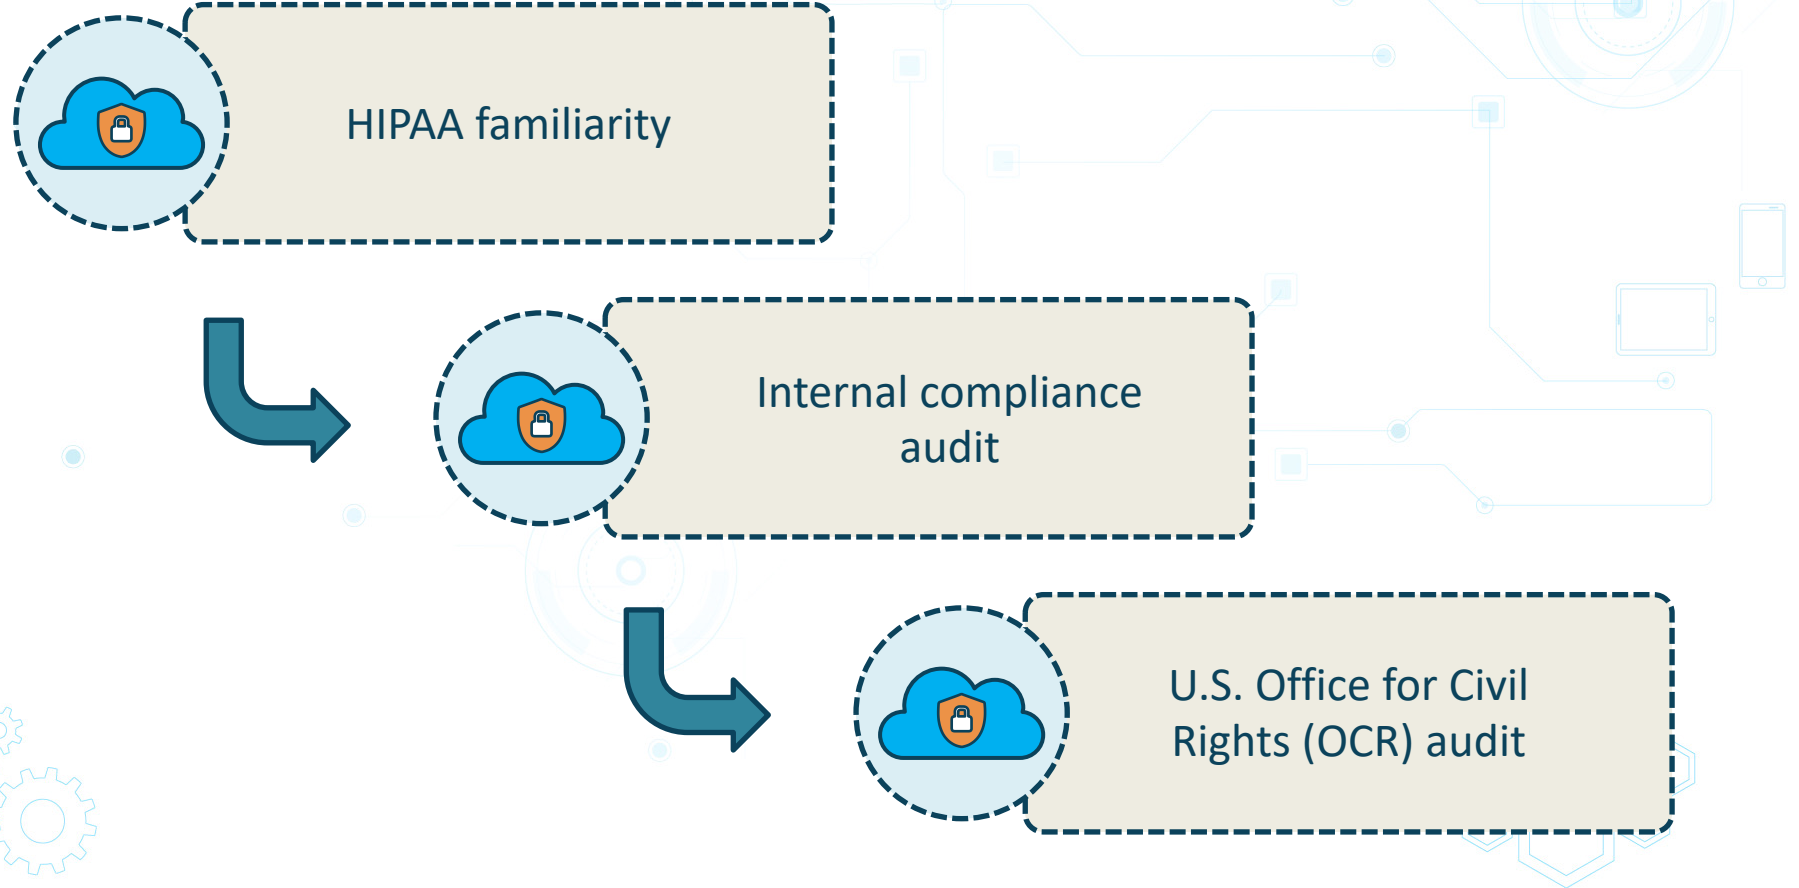 HIPAA familiarity
Internal compliance
audit
U.S. Office for Civil
Rights (OCR) audit